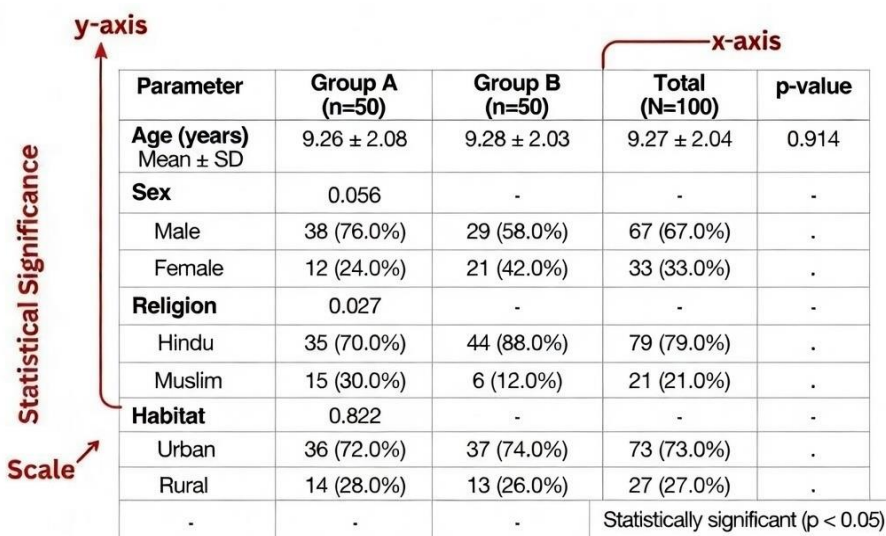 y-axis
x-axis
Parameter Group A (n=50) Group B (n=50) Total (N=100) p-value
Age (years) Mean ± SD 9.26 ± 2.08 9.28 ± 2.03 9.27 ± 2.04 0.914
Sex 0.056 - - -
Male 38 (76.0%) 29 (58.0%) 67 (67.0%) .
Female 12 (24.0%) 21 (42.0%) 33 (33.0%) .
Religion 0.027 - - -
Hindu 35 (70.0%) 44 (88.0%) 79 (79.0%) .
Muslim 15 (30.0%) 6 (12.0%) 21 (21.0%) .
Habitat 0.822 - - -
Urban 36 (72.0%) 37 (74.0%) 73 (73.0%) .
Rural 14 (28.0%) 13 (26.0%) 27 (27.0%) .
- - - Statistically significant (p < 0.05)
Statistical Significance
Scale